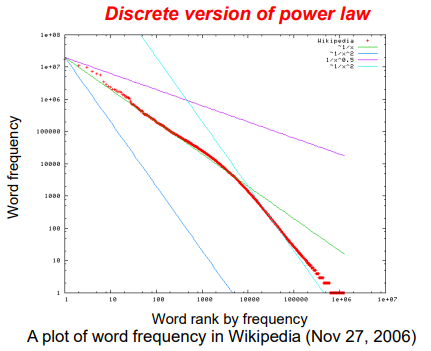 Discrete version of power law
1e+08
1e+07
1e+06
100000
10000
1000
100
10
1
Wikipedia
~1/x
~1/x^2
1/x^0.5
~1/x^2
1 10 100 1000 10000 100000 1e+06 1e+07
Word frequency
Word rank by frequency
A plot of word frequency in Wikipedia (Nov 27, 2006)